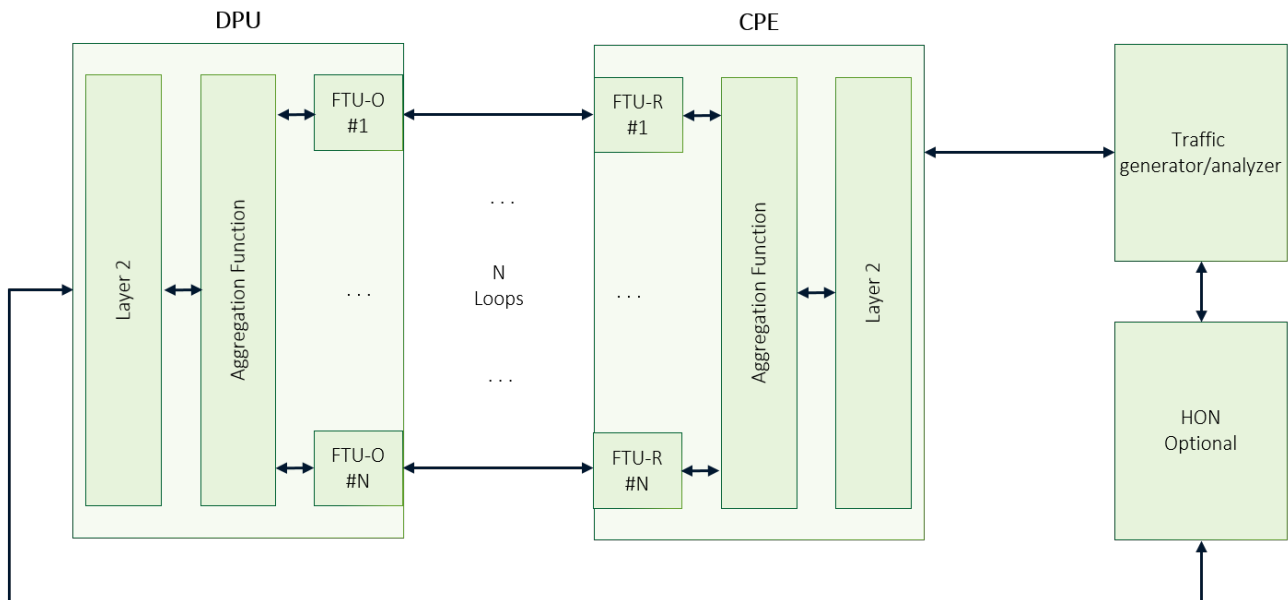 DPU
CPE
Layer 2
Aggregation Function
FTU-O
#1
. . .
FTU-O
#N
. . .
N
Loops
. . .
FTU-R
#1
. . .
FTU-R
#N
Aggregation Function
Layer 2
Traffic
generator/analyzer
HON
Optional